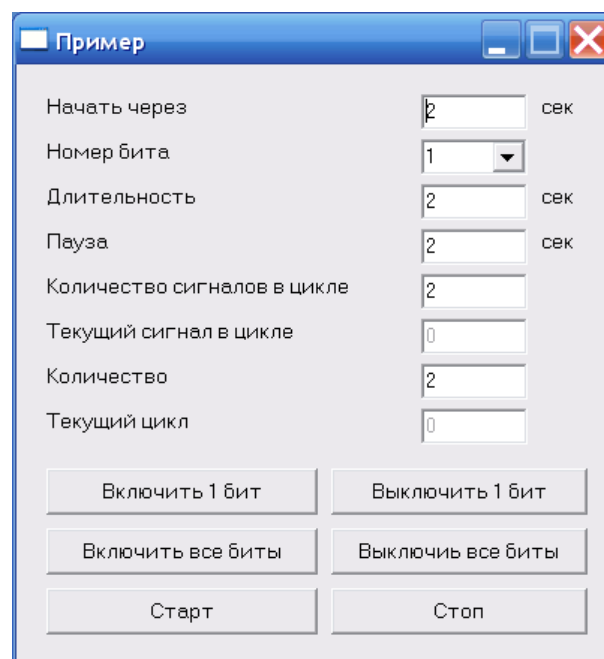 Пример
Начать через 2 сек
Номер бита 1
Длительность 2 сек
Пауза 2 сек
Количество сигналов в цикле 2
Текущий сигнал в цикле 0
Количество 2
Текущий цикл 0
Включить 1 бит Выключить 1 бит
Включить все биты Выключиь все биты
Старт Стоп